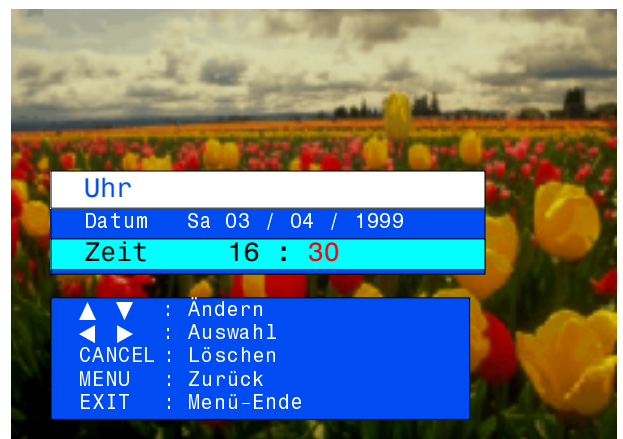 Uhr
Datum Sa 03 / 04 / 1999
Zeit 16 : 30
▲ ▼ : Ändern
◀ ▶ : Auswahl
CANCEL : Löschen
MENU : Zurück
EXIT : Menü-Ende